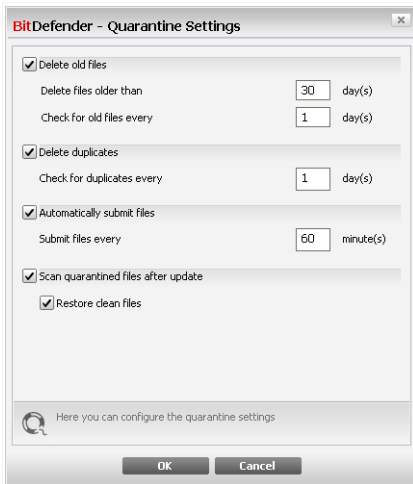 BitDefender - Quarantine Settings
Delete old files
Delete files older than 30 day(s)
Check for old files every 1 day(s)
Delete duplicates
Check for duplicates every 1 day(s)
Automatically submit files
Submit files every 60 minute(s)
Scan quarantined files after update
Restore clean files
Here you can configure the quarantine settings
OK Cancel